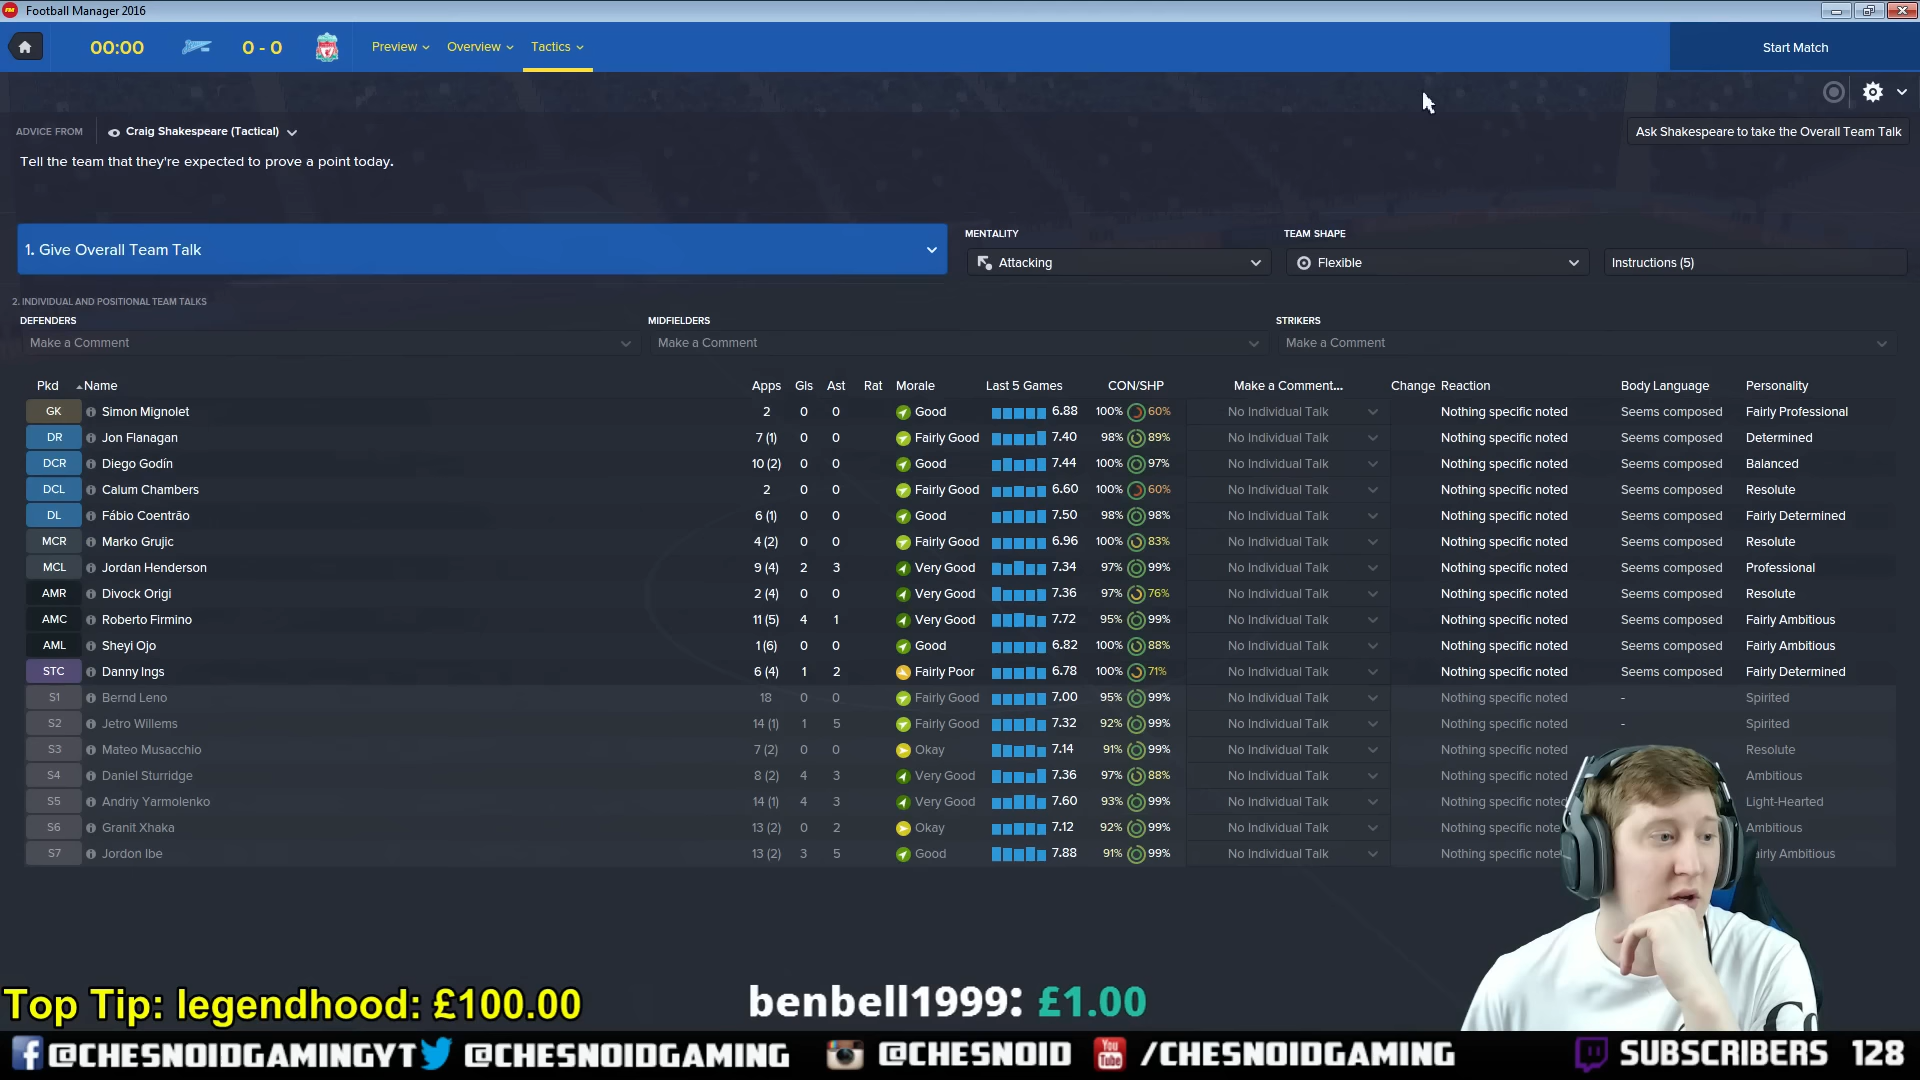 Football Manager 2016
00:00 0 - 0 Preview Overview Tactics Start Match
ADVICE FROM Craig Shakespeare (Tactical) Ask Shakespeare to take the Overall Team Talk
Tell the team that they're expected to prove a point today.
MENTALITY TEAM SHAPE
1. Give Overall Team Talk Attacking Flexible Instructions (5)
2. INDIVIDUAL AND POSITIONAL TEAM TALKS
DEFENDERS MIDFIELDERS STRIKERS
Make a Comment Make a Comment Make a Comment
Pkd Name Apps Gls Ast Rat Morale Last 5 Games CON/SHP Make a Comment... Change Reaction Body Language Personality
GK Simon Mignolet 2 0 0 Good 6.88 100% 60% No Individual Talk Nothing specific noted Seems composed Fairly Professional
DR Jon Flanagan 7 (1) 0 0 Fairly Good 7.40 98% 89% No Individual Talk Nothing specific noted Seems composed Determined
DCR Diego Godín 10 (2) 0 0 Good 7.44 100% 97% No Individual Talk Nothing specific noted Seems composed Balanced
DCL Calum Chambers 2 0 0 Fairly Good 6.60 100% 60% No Individual Talk Nothing specific noted Seems composed Resolute
DL Fábio Coentrão 6 (1) 0 0 Good 7.50 98% 98% No Individual Talk Nothing specific noted Seems composed Fairly Determined
MCR Marko Grujic 4 (2) 0 0 Fairly Good 6.96 100% 83% No Individual Talk Nothing specific noted Seems composed Resolute
MCL Jordan Henderson 9 (4) 2 3 Very Good 7.34 97% 99% No Individual Talk Nothing specific noted Seems composed Professional
AMR Divock Origi 2 (4) 0 0 Very Good 7.36 97% 76% No Individual Talk Nothing specific noted Seems composed Resolute
AMC Roberto Firmino 11 (5) 4 1 Very Good 7.72 95% 99% No Individual Talk Nothing specific noted Seems composed Fairly Ambitious
AML Sheyi Ojo 1 (6) 0 0 Good 6.82 100% 88% No Individual Talk Nothing specific noted Seems composed Fairly Ambitious
STC Danny Ings 6 (4) 1 2 Fairly Poor 6.78 100% 71% No Individual Talk Nothing specific noted Seems composed Fairly Determined
S1 Bernd Leno 18 0 0 Fairly Good 7.00 95% 99% No Individual Talk Nothing specific noted - Spirited
S2 Jetro Willems 14 (1) 1 5 Fairly Good 7.32 92% 99% No Individual Talk Nothing specific noted - Spirited
S3 Mateo Musacchio 7 (2) 0 0 Okay 7.14 91% 99% No Individual Talk Nothing specific noted Resolute
S4 Daniel Sturridge 8 (2) 4 3 Very Good 7.36 97% 88% No Individual Talk Nothing specific noted Ambitious
S5 Andriy Yarmolenko 14 (1) 4 3 Very Good 7.60 93% 99% No Individual Talk Nothing specific noted Light-Hearted
S6 Granit Xhaka 13 (2) 0 2 Okay 7.12 92% 99% No Individual Talk Nothing specific note Ambitious
S7 Jordon Ibe 13 (2) 3 5 Good 7.88 91% 99% No Individual Talk Nothing specific note airly Ambitious
Top Tip: legendhood: £100.00 benbell1999: £1.00
@CHESNOIDGAMINGYT @CHESNOIDGAMING @CHESNOID You Tube /CHESNOIDGAMING SUBSCRIBERS 128